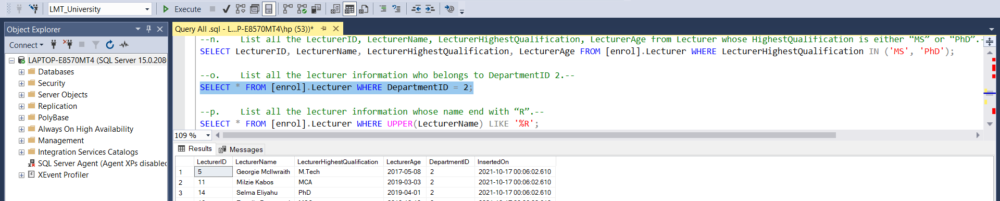 LMT_University Execute
Object Explorer
Connect
LAPTOP-E8570MT4 (SQL Server 15.0.208
Databases
Security
Server Objects
Replication
PolyBase
Always On High Availability
Management
Integration Services Catalogs
SQL Server Agent (Agent XPs disable
XEvent Profiler
Query All .sql - L...P-E8570MT4\hp (53))*
--n. List all the LecturerID, LecturerName, LecturerHighestQualification, LecturerAge from Lecturer whose HighestQualification is either “MS” or “PhD”.-
SELECT LecturerID, LecturerName, LecturerHighestQualification, LecturerAge FROM [enrol].Lecturer WHERE LecturerHighestQualification IN ('MS', 'PhD');
--o. List all the lecturer information who belongs to DepartmentID 2.--
SELECT * FROM [enrol].Lecturer WHERE DepartmentID = 2;
--p. List all the lecturer information whose name end with “R”.--
SELECT * FROM [enrol].Lecturer WHERE UPPER(LecturerName) LIKE '%R';
109 %
Results Messages
LecturerID LecturerName LecturerHighestQualification LecturerAge DepartmentID InsertedOn
1 5 Georgie McIlwraith M.Tech 2017-05-08 2 2021-10-17 00:06:02.610
2 11 Milzie Kabos MCA 2019-03-03 2 2021-10-17 00:06:02.610
3 14 Selma Eliyahu PhD 2019-04-01 2 2021-10-17 00:06:02.610